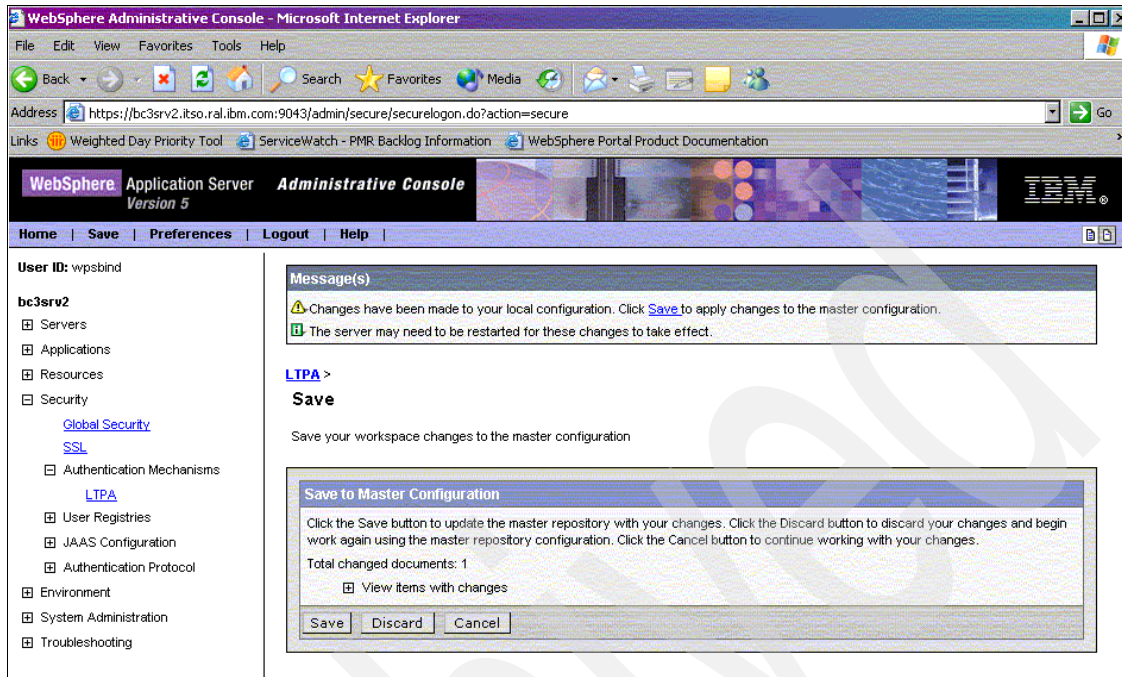 WebSphere Administrative Console - Microsoft Internet Explorer
File Edit View Favorites Tools Help
Back Search Favorites Media
Address https://bc3srv2.itso.ral.ibm.com:9043/admin/secure/securelogon.do?action=secure Go
Links Weighted Day Priority Tool ServiceWatch - PMR Backlog Information WebSphere Portal Product Documentation
WebSphere Application Server Administrative Console
Version 5
IBM
Home | Save | Preferences | Logout | Help |
User ID: wpsbind
bc3srv2
Servers
Applications
Resources
Security
Global Security
SSL
Authentication Mechanisms
LTPA
User Registries
JAAS Configuration
Authentication Protocol
Environment
System Administration
Troubleshooting
Message(s)
Changes have been made to your local configuration. Click Save to apply changes to the master configuration.
The server may need to be restarted for these changes to take effect.
LTPA >
Save
Save your workspace changes to the master configuration
Save to Master Configuration
Click the Save button to update the master repository with your changes. Click the Discard button to discard your changes and begin
work again using the master repository configuration. Click the Cancel button to continue working with your changes.
Total changed documents: 1
View items with changes
Save Discard Cancel